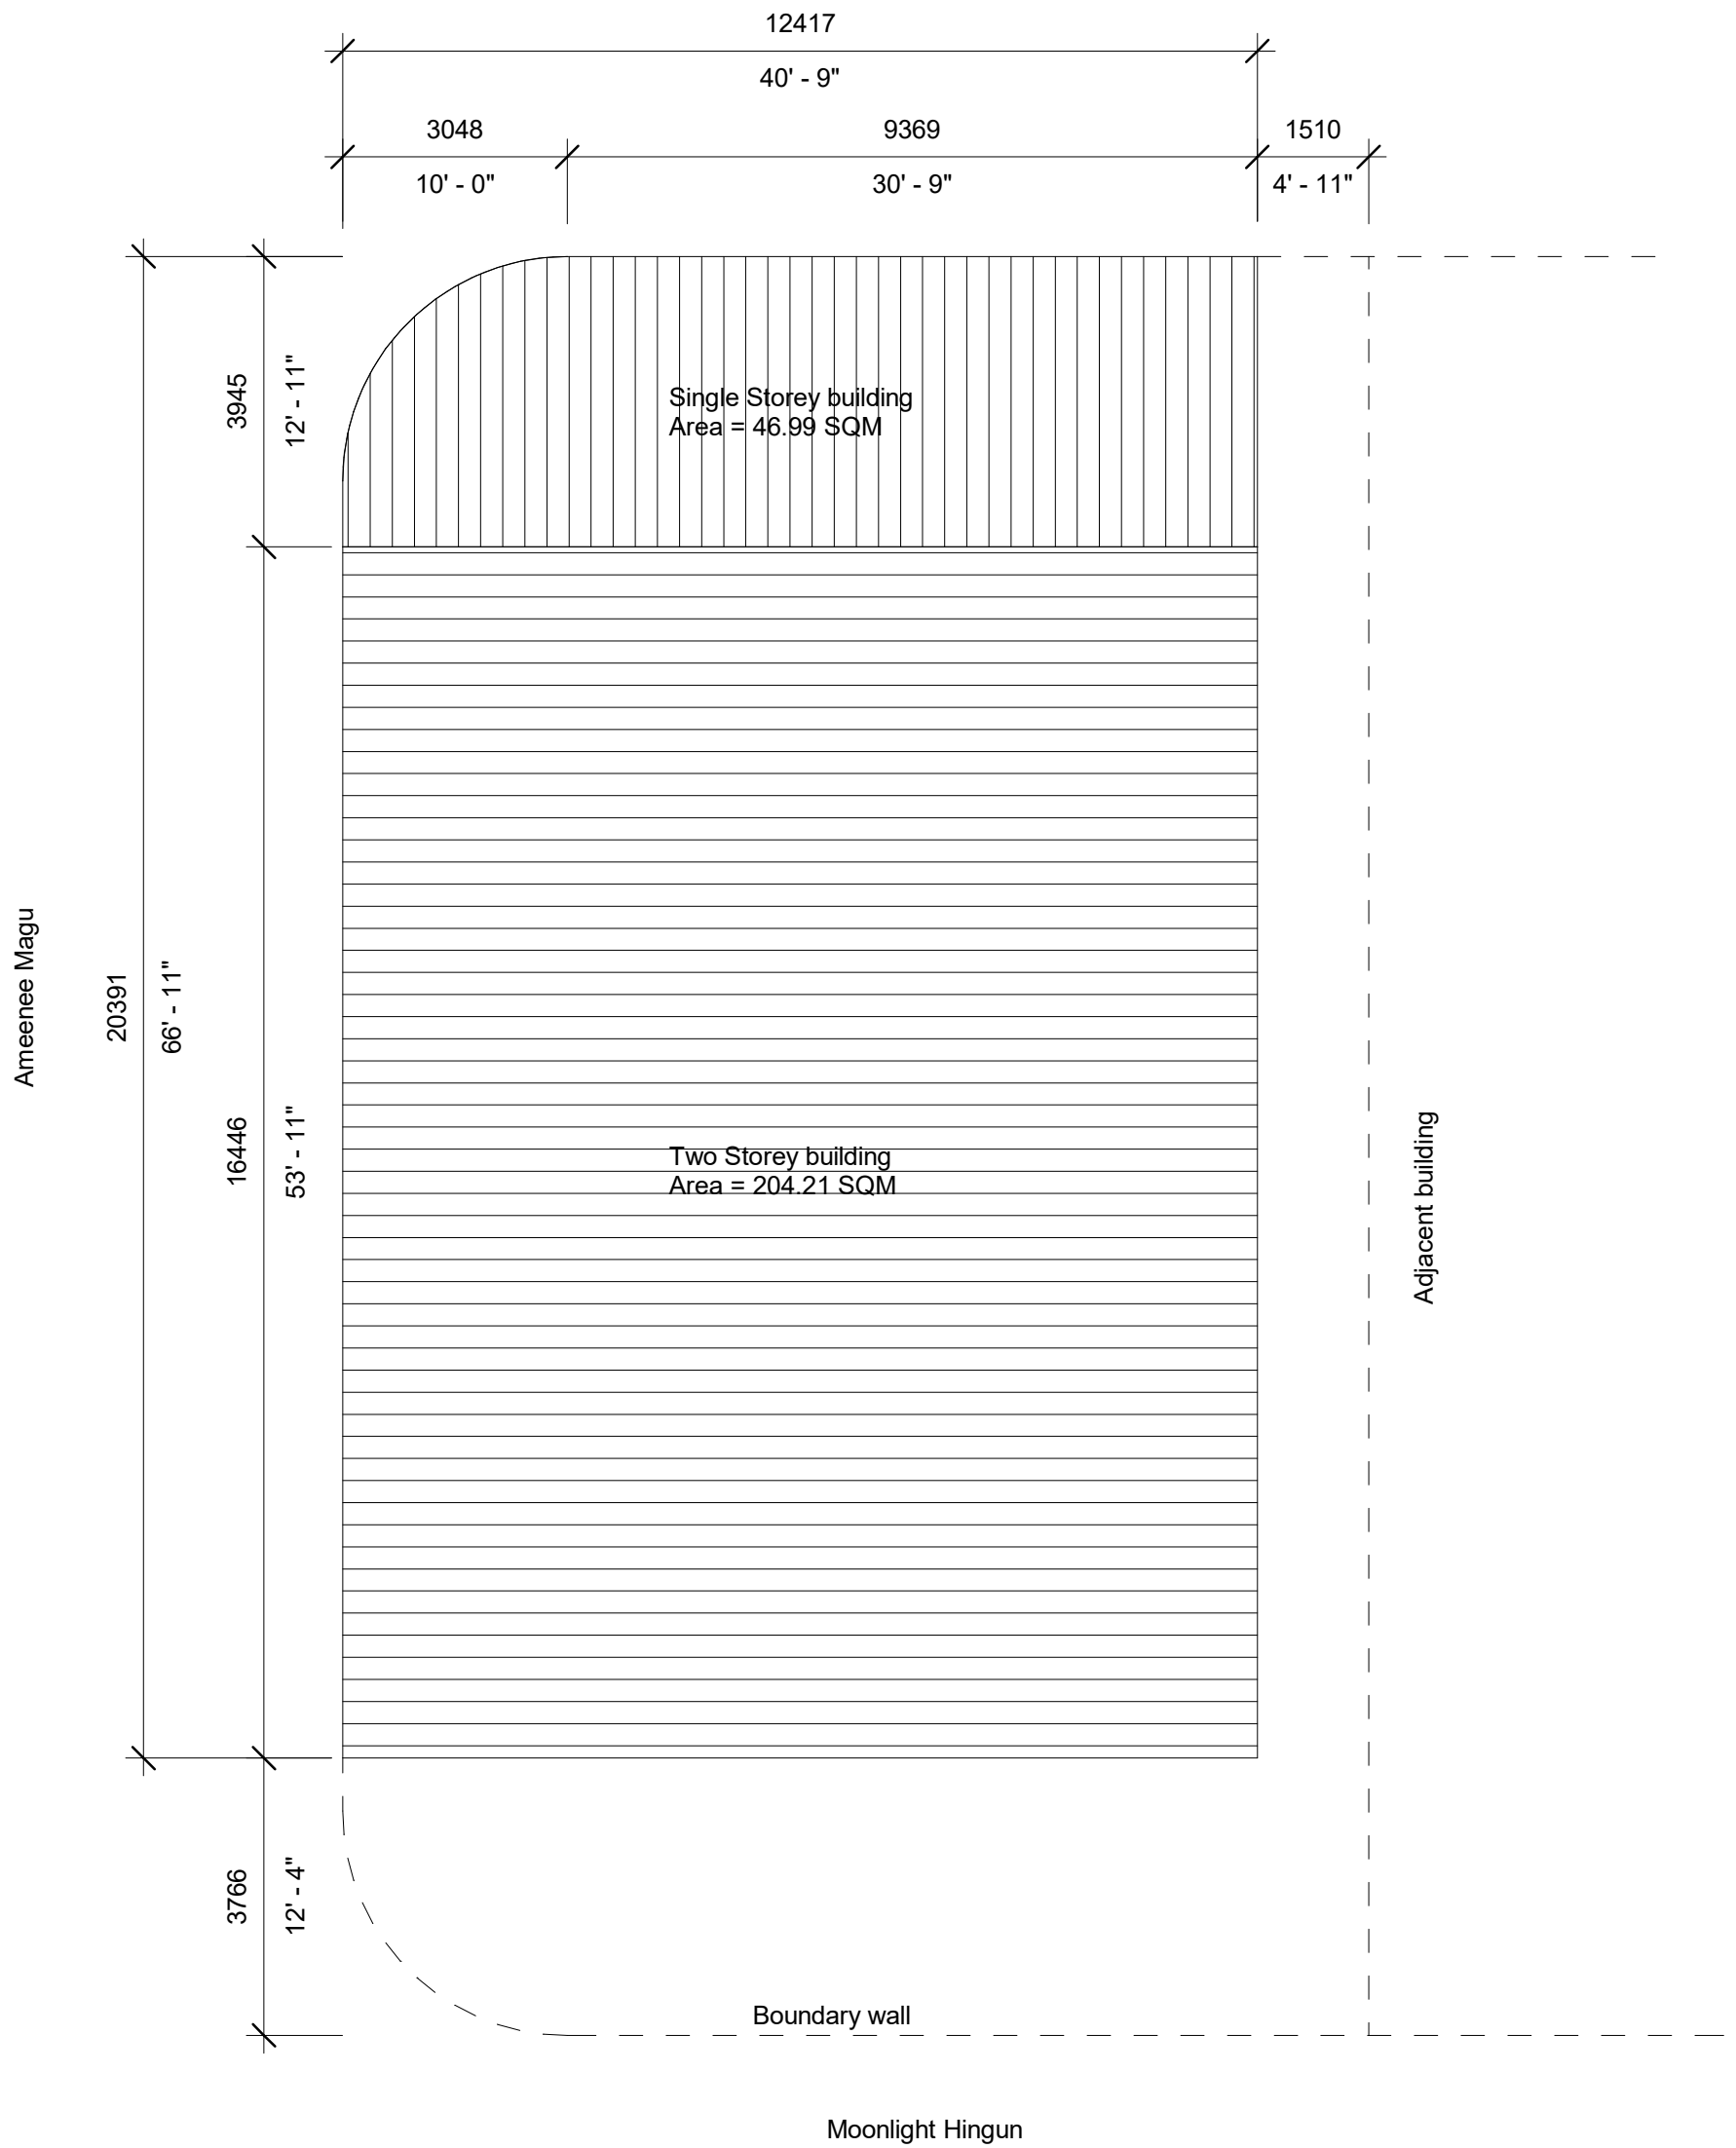 12417
40' - 9"
3048
9369
1510
10' - 0"
30' - 9"
4' - 11"
3945
12' - 11"
Single Storey building
Area = 46.99 SQM
Ameenee Magu
20391
66' - 11"
16446
53' - 11"
Two Storey building
Area = 204.21 SQM
Adjacent building
3766
12' - 4"
Boundary wall
Moonlight Hingun